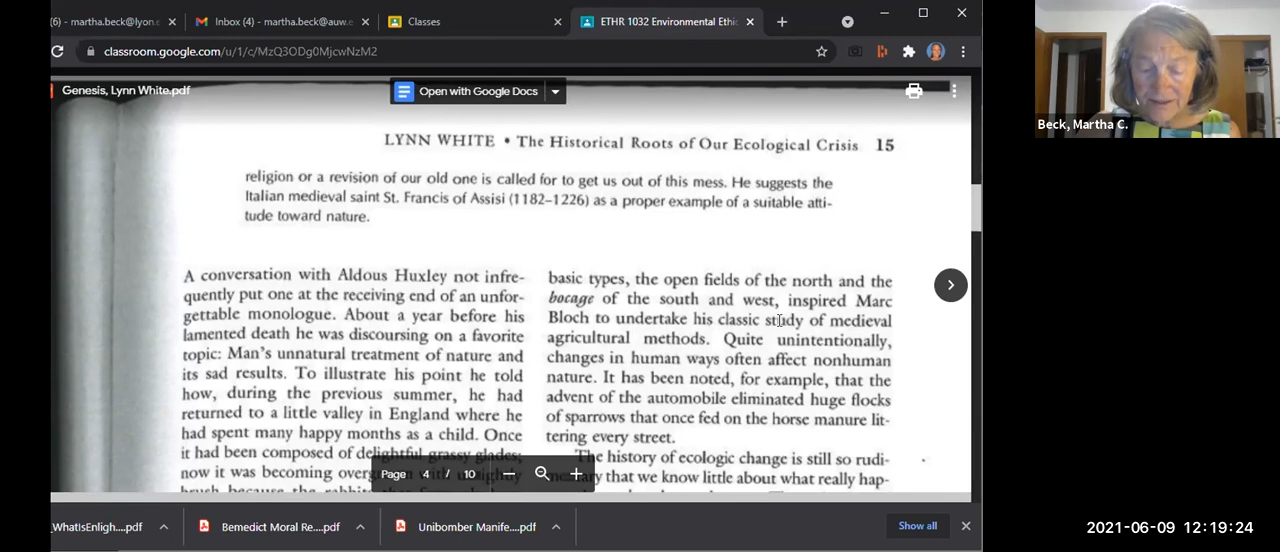 6) - martha.beck@lyon.e
Inbox (4) - martha.beck@auw.e
Classes
ETHR 1032 Environmental Ethic
classroom.google.com/u/1/c/MzQ3ODg0MjcwNzM2
Genesis, Lynn White.pdf
Open with Google Docs
LYNN WHITE • The Historical Roots of Our Ecological Crisis 15
religion or a revision of our old one is called for to get us out of this mess. He suggests the
Italian medieval saint St. Francis of Assisi (1182–1226) as a proper example of a suitable atti-
tude toward nature.
A conversation with Aldous Huxley not infre-
quently put one at the receiving end of an unfor-
gettable monologue. About a year before his
lamented death he was discoursing on a favorite
topic: Man's unnatural treatment of nature and
its sad results. To illustrate his point he told
how, during the previous summer, he had
returned to a little valley in England where he
had spent many happy months as a child. Once
it had been composed of delightful grassy glades;
now it was becoming overgrown with unsightly
brush because the rabbits
basic types, the open fields of the north and the
bocage of the south and west, inspired Marc
Bloch to undertake his classic study of medieval
agricultural methods. Quite unintentionally,
changes in human ways often affect nonhuman
nature. It has been noted, for example, that the
advent of the automobile eliminated huge flocks
of sparrows that once fed on the horse manure lit-
tering every street.
The history of ecologic change is still so rudi-
mentary that we know little about what really hap-
Page 4 / 10
_WhatIsEnligh....pdf
Bemedict Moral Re....pdf
Unibomber Manife....pdf
Show all
Beck, Martha C.
2021-06-09 12:19:24